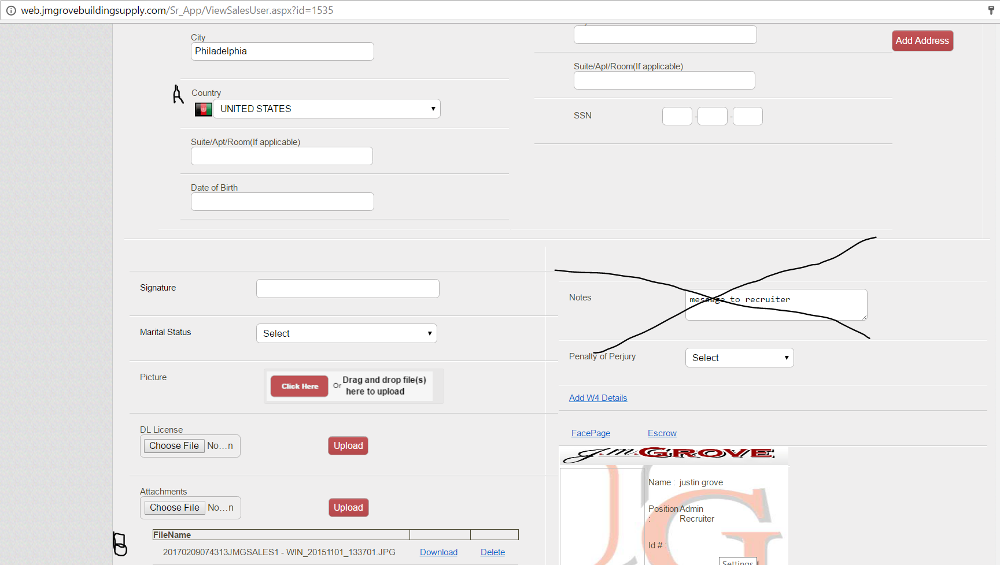 web.jmgrovebuildingsupply.com/Sr_App/ViewSalesUser.aspx?id=1535
City
Philadelphia
Add Address
Suite/Apt/Room(If applicable)
A
Country
UNITED STATES
SSN
- -
Suite/Apt/Room(If applicable)
Date of Birth
Signature
Notes
message to recruiter
Marital Status
Select
Penalty of Perjury
Select
Picture
Click Here Or Drag and drop file(s)
here to upload
Add W4 Details
DL License
Choose File No...n
Upload
FacePage Escrow
J.M.GROVE
Name : justin grove
Attachments
Choose File No...n
Upload
Position Admin
: Recruiter
B
FileName
20170209074313JMGSALES1 - WIN_20151101_133701.JPG Download Delete
Id # :
Settings